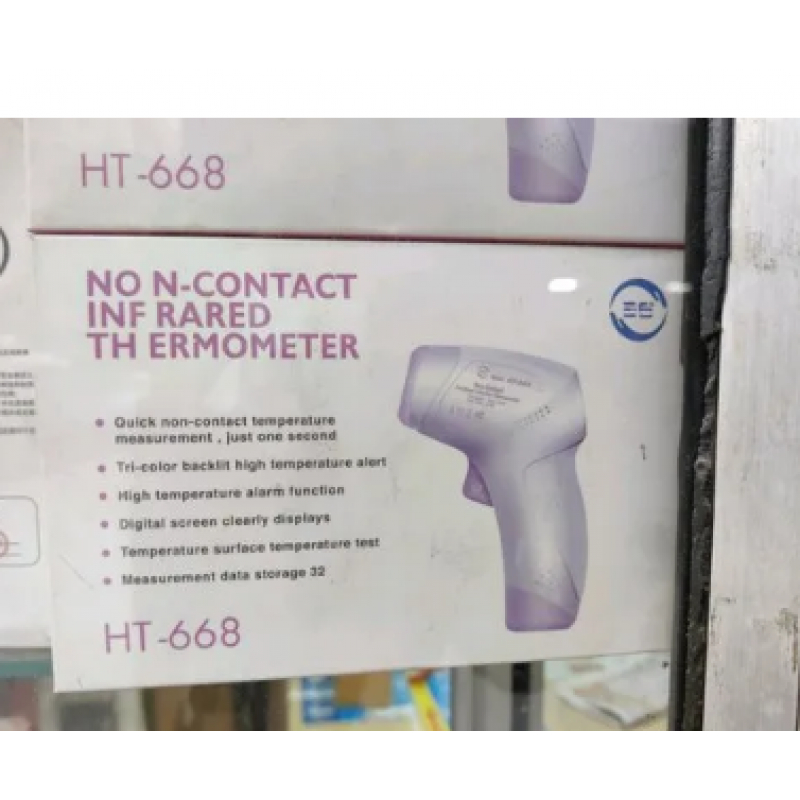 HT-668
NO N-CONTACT
INF RARED
TH ERMOMETER
Quick non-contact temperature
measurement , just one second
Tri-color backlit high temperature alert
High temperature alarm function
Digital screen clearly displays
Temperature surface temperature test
Measurement data storage 32
HT-668